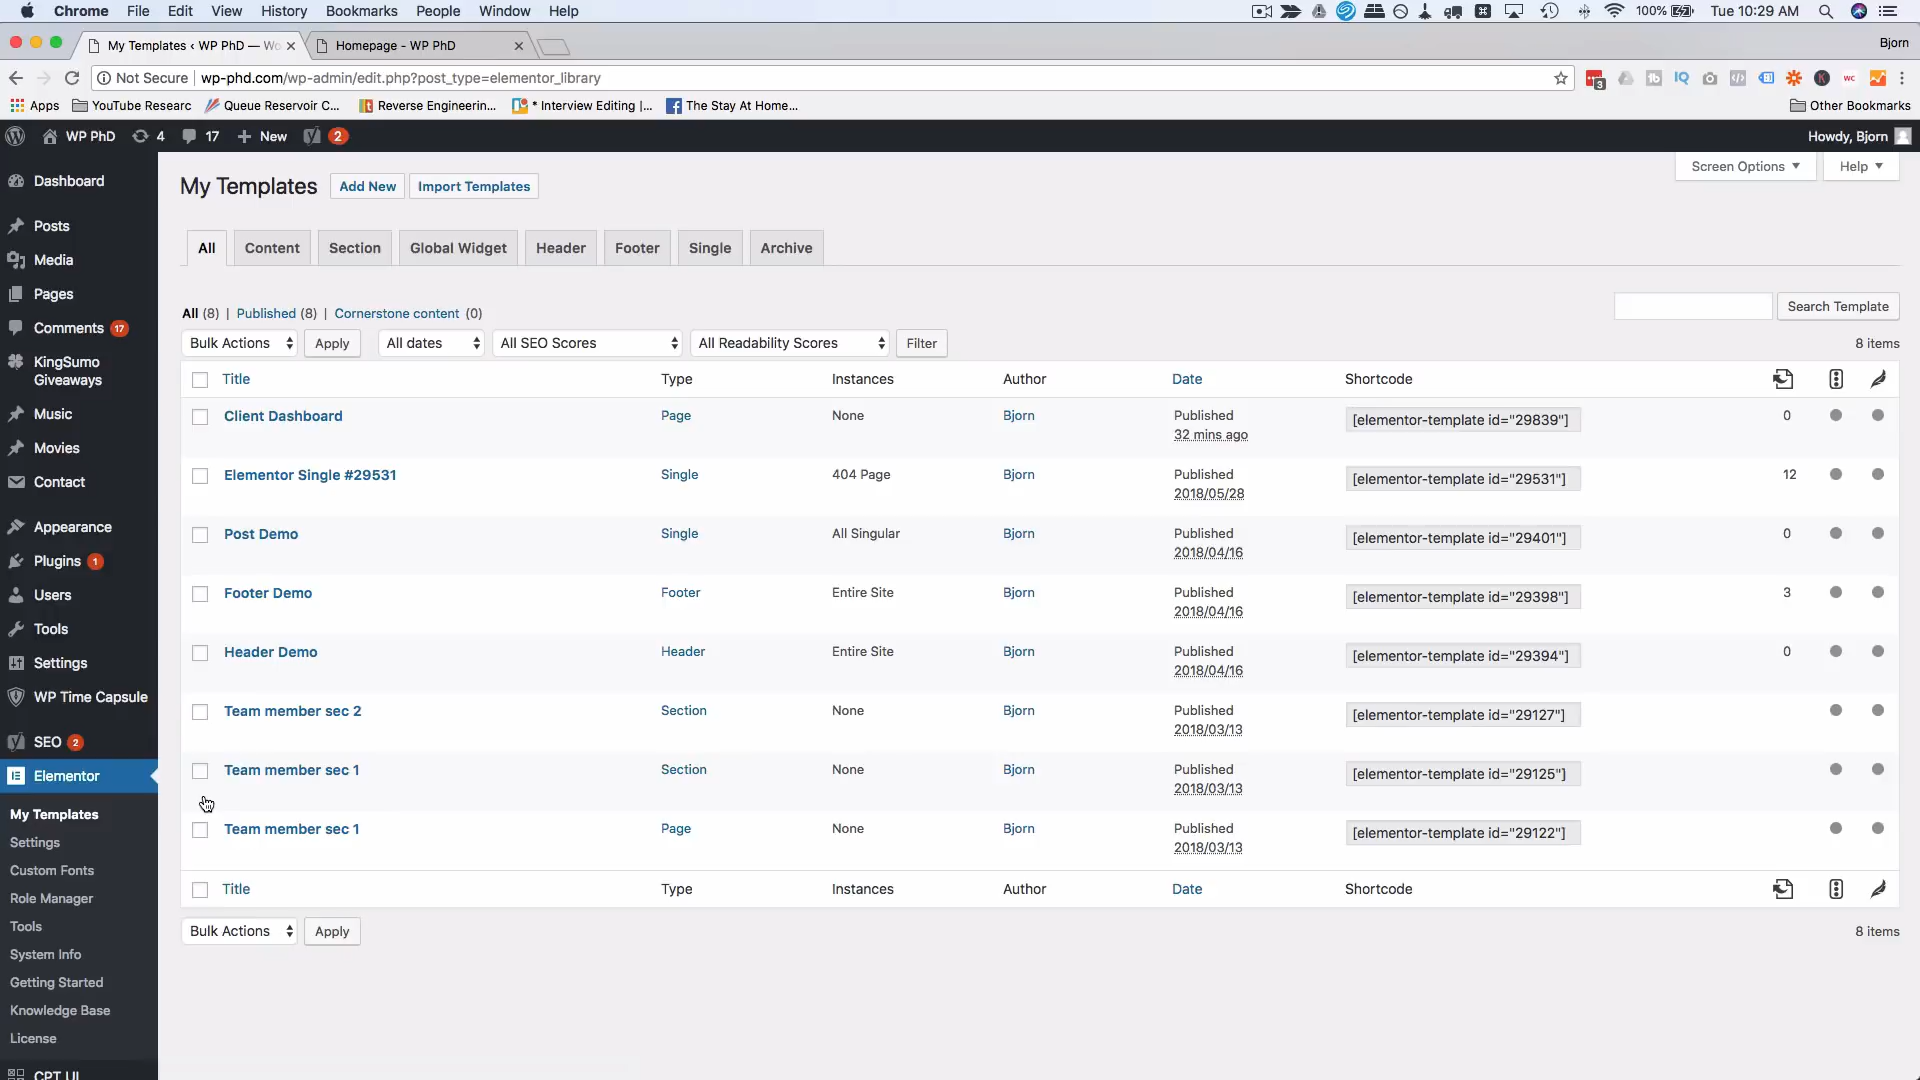 Chrome File Edit View History Bookmarks People Window Help 100% Tue 10:29 AM
My Templates ‹ WP PhD — Wo Homepage - WP PhD Bjorn
Not Secure wp-phd.com/wp-admin/edit.php?post_type=elementor_library
Apps YouTube Researc Queue Reservoir C... Reverse Engineerin... * Interview Editing |... The Stay At Home... Other Bookmarks
WP PhD 4 17 New 2 Howdy, Bjorn
Screen Options Help
My Templates Add New Import Templates
All Content Section Global Widget Header Footer Single Archive
All (8) | Published (8) | Cornerstone content (0)
Search Template
Bulk Actions Apply All dates All SEO Scores All Readability Scores Filter 8 items
Title Type Instances Author Date Shortcode
Client Dashboard Page None Bjorn Published 32 mins ago [elementor-template id="29839"] 0
Elementor Single #29531 Single 404 Page Bjorn Published 2018/05/28 [elementor-template id="29531"] 12
Post Demo Single All Singular Bjorn Published 2018/04/16 [elementor-template id="29401"] 0
Footer Demo Footer Entire Site Bjorn Published 2018/04/16 [elementor-template id="29398"] 3
Header Demo Header Entire Site Bjorn Published 2018/04/16 [elementor-template id="29394"] 0
Team member sec 2 Section None Bjorn Published 2018/03/13 [elementor-template id="29127"]
Team member sec 1 Section None Bjorn Published 2018/03/13 [elementor-template id="29125"]
Team member sec 1 Page None Bjorn Published 2018/03/13 [elementor-template id="29122"]
Title Type Instances Author Date Shortcode
Bulk Actions Apply 8 items
Dashboard
Posts
Media
Pages
Comments 17
KingSumo
Giveaways
Music
Movies
Contact
Appearance
Plugins 1
Users
Tools
Settings
WP Time Capsule
SEO 2
Elementor
My Templates
Settings
Custom Fonts
Role Manager
Tools
System Info
Getting Started
Knowledge Base
License
CPT UI